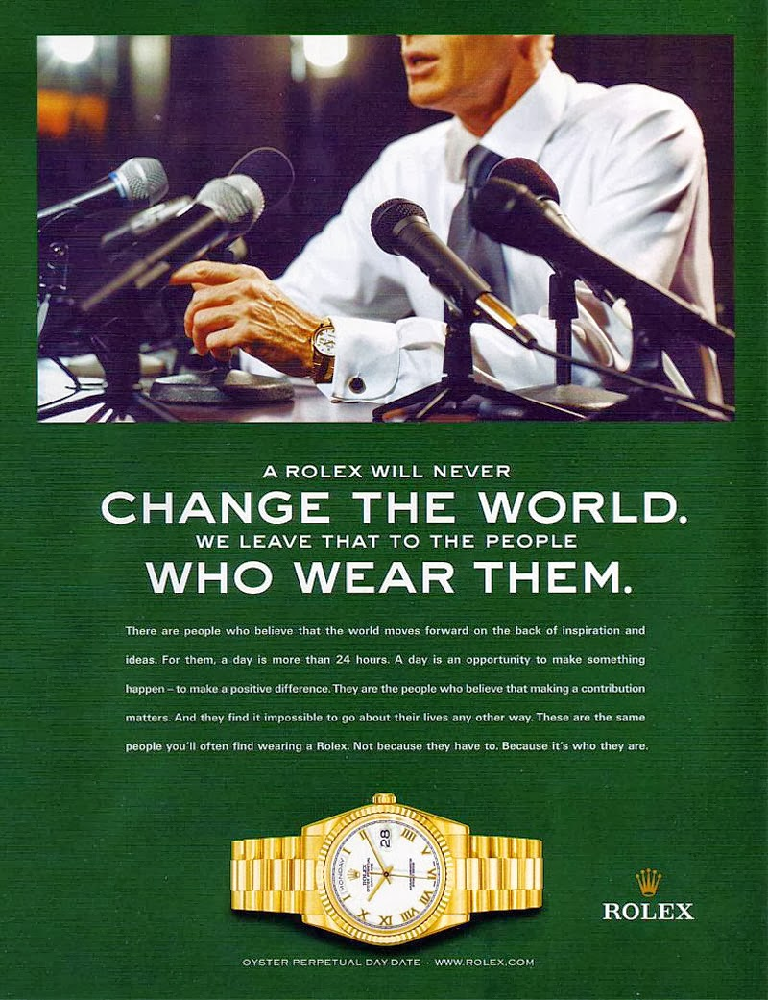 A ROLEX WILL NEVER
CHANGE THE WORLD.
WE LEAVE THAT TO THE PEOPLE
WHO WEAR THEM.
There are people who believe that the world moves forward on the back of inspiration and
ideas. For them, a day is more than 24 hours. A day is an opportunity to make something
happen – to make a positive difference. They are the people who believe that making a contribution
matters. And they find it impossible to go about their lives any other way. These are the same
people you'll often find wearing a Rolex. Not because they have to. Because it's who they are.
MONDAY
28
ROLEX
ROLEX
OYSTER PERPETUAL DAY-DATE · WWW.ROLEX.COM